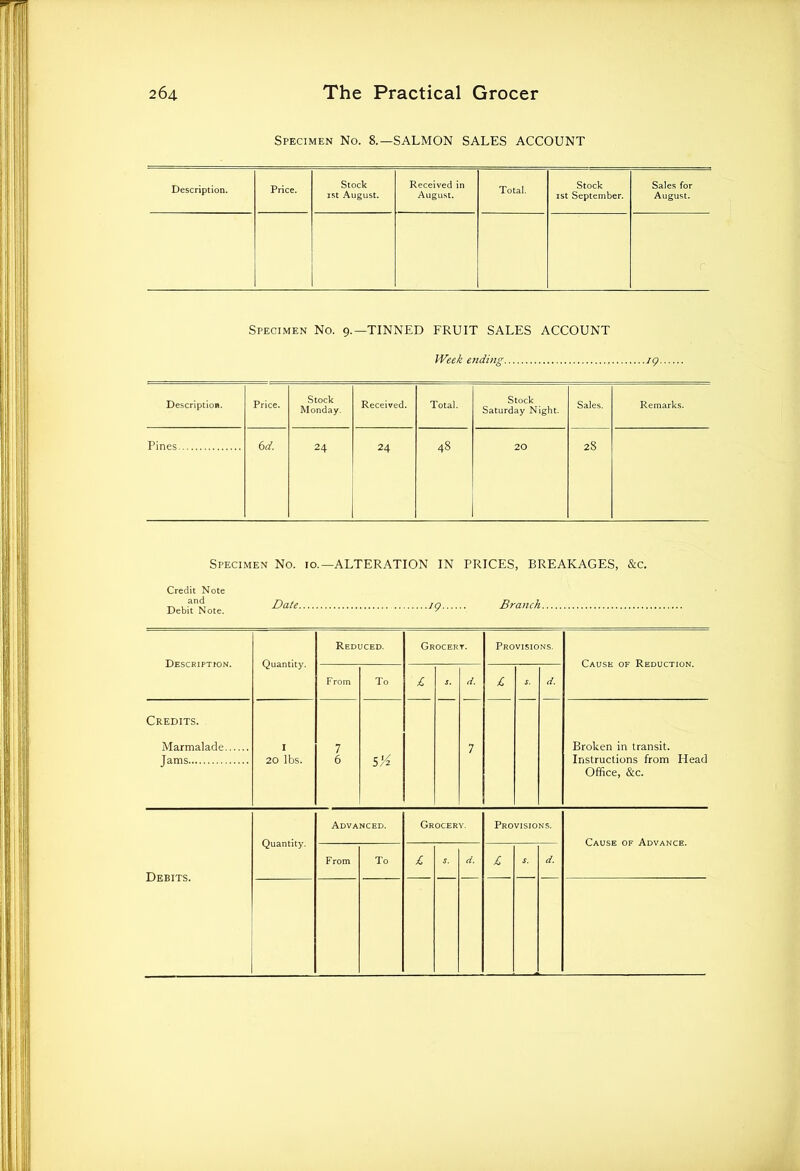 264 The Practical Grocer
Specimen No. 8.—SALMON SALES ACCOUNT
Description. Price. Stock 1st August. Received in August. Total. Stock 1st September. Sales for August.
Specimen No. 9.—TINNED FRUIT SALES ACCOUNT
Week ending..........................................19......
Description. Price. Stock Monday. Received. Total. Stock Saturday Night. Sales. Remarks.
Pines............... 6d. 24 24 48 20 28
Specimen No. 10.—ALTERATION IN PRICES, BREAKAGES, &c.
Credit Note
and
Debit Note.
Date.................................19...... Branch.........................................
Description. Quantity. Reduced. Grocery. Provisions. Cause of Reduction.
From To £ s. d. £ s. d.
Credits.
Marmalade...... 1 7 7 Broken in transit.
Jams............... 20 lbs. 6 5½ Instructions from Head
Office, &c.
Debits. Quantity. Advanced. Grocery. Provisions. Cause of Advance.
From To £ s. d. £ s. d.